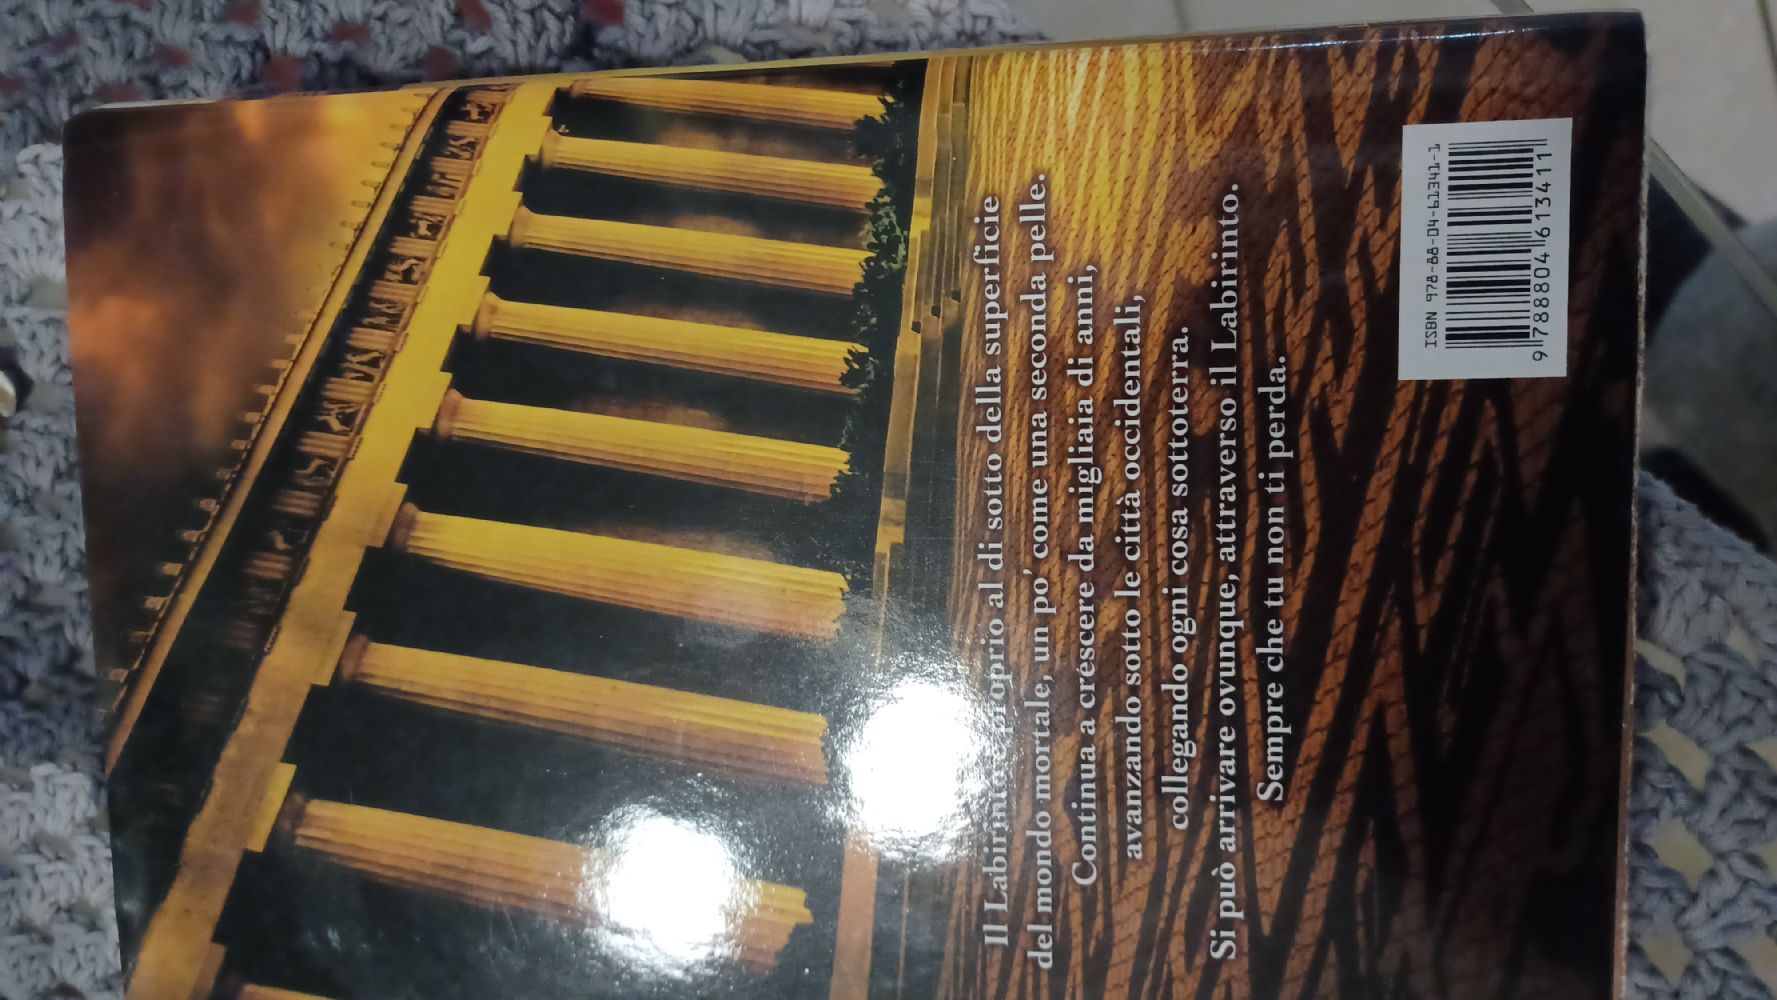 Il Labirinto è proprio al di sotto della superficie
del mondo mortale, un po' come una seconda pelle.
Continua a crescere da migliaia di anni,
avanzando sotto le città occidentali,
collegando ogni cosa sottoterra.
Si può arrivare ovunque, attraverso il Labirinto.
Sempre che tu non ti perda.
ISBN 978-88-04-61341-1
9 788804 613411